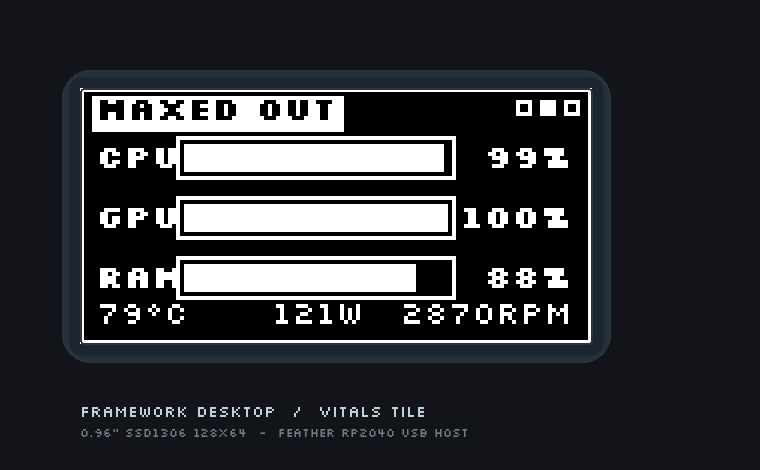 MAXED OUT
CPU 99%
GPU 100%
RAM 88%
79°C 121W 2870RPM
FRAMEWORK DESKTOP / VITALS TILE
0.96" SSD1306 128X64 - FEATHER RP2040 USB HOST